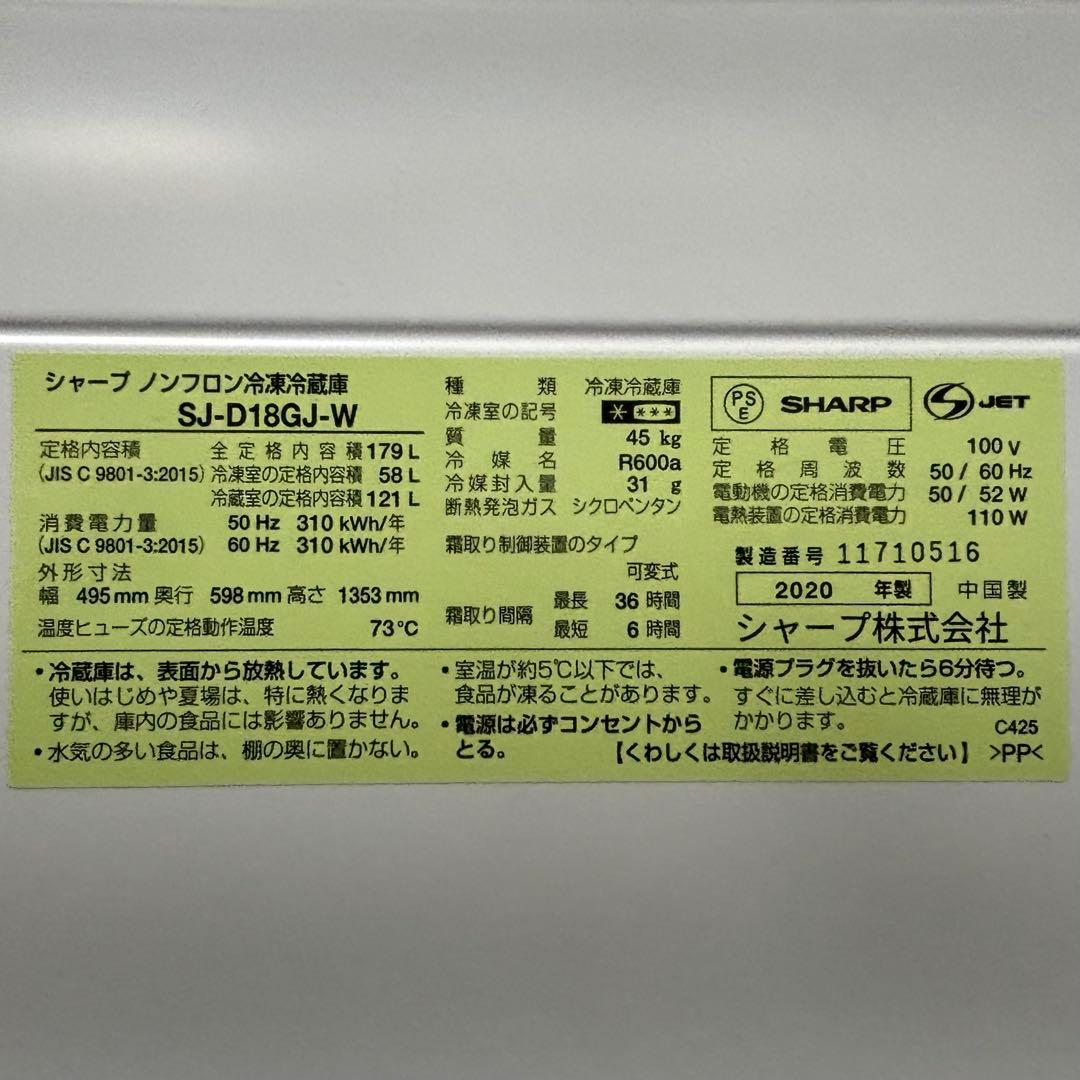 シャープ ノンフロン冷凍冷蔵庫
SJ-D18GJ-W
定格内容積 全定格内容積 179 L
(JIS C 9801-3:2015) 冷凍室の定格内容積 58 L
冷蔵室の定格内容積 121 L
消費電力量 50 Hz 310 kWh/年
(JIS C 9801-3:2015) 60 Hz 310 kWh/年
外形寸法
幅 495 mm 奥行 598 mm 高さ 1353 mm
温度ヒューズの定格動作温度 73℃
種類 冷凍冷蔵庫
冷凍室の記号 ****
質量 45 kg
冷媒名 R600a
冷媒封入量 31 g
断熱発泡ガス シクロペンタン
霜取り制御装置のタイプ
可変式
霜取り間隔 最長 36 時間
最短 6 時間
PSE SHARP S JET
定格電圧 100 V
定格周波数 50 / 60 Hz
電動機の定格消費電力 50 / 52 W
電熱装置の定格消費電力 110 W
製造番号 11710516
2020 年製 中国製
シャープ株式会社
・冷蔵庫は、表面から放熱しています。
使いはじめや夏場は、特に熱くなりま
すが、庫内の食品には影響ありません。
・水気の多い食品は、棚の奥に置かない。
・室温が約5℃以下では、
食品が凍ることがあります。
・電源は必ずコンセントから
とる。
・電源プラグを抜いたら6分待つ。
すぐに差し込むと冷蔵庫に無理が
かかります。 C425
【くわしくは取扱説明書をご覧ください】 >PP<